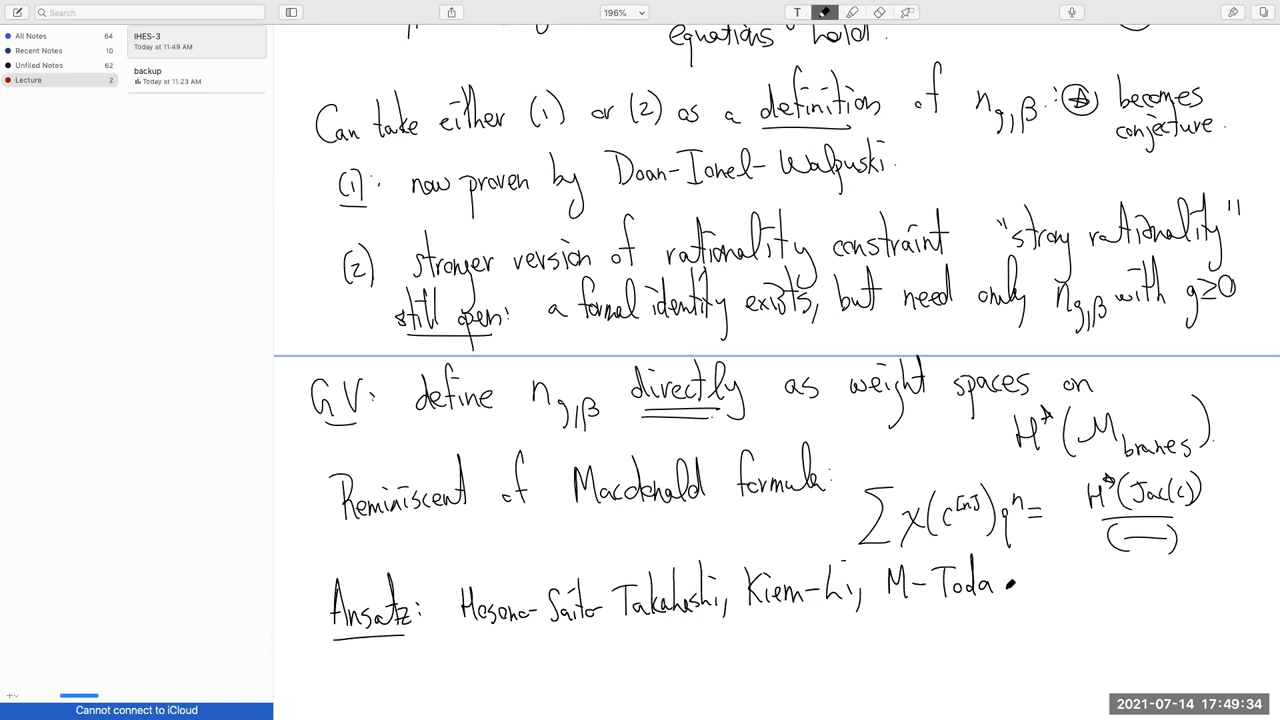 Search
196%
T
All Notes 64
Recent Notes 10
Unfiled Notes 62
Lecture 2
IHES-3
Today at 11:49 AM
backup
Today at 11:23 AM
Cannot connect to iCloud
equations hold.
Can take either (1) or (2) as a definition of n_{g,β} : ⊛ becomes conjecture.
(1): now proven by Doan-Ionel-Walpuski.
(2) stronger version of rationality constraint "strong rationality"
still open: a formal identity exists, but need only n_{g,β} with g≥0
GV: define n_{g,β} directly as weight spaces on
H*(M_{branes}).
Reminiscent of Macdonald formula:
∑ χ(C^{[n]}) q^n = H*(Jac(C)) / (—)
Ansatz: Hosono-Saito-Takahashi, Kiem-Li, M-Toda
2021-07-14 17:49:34